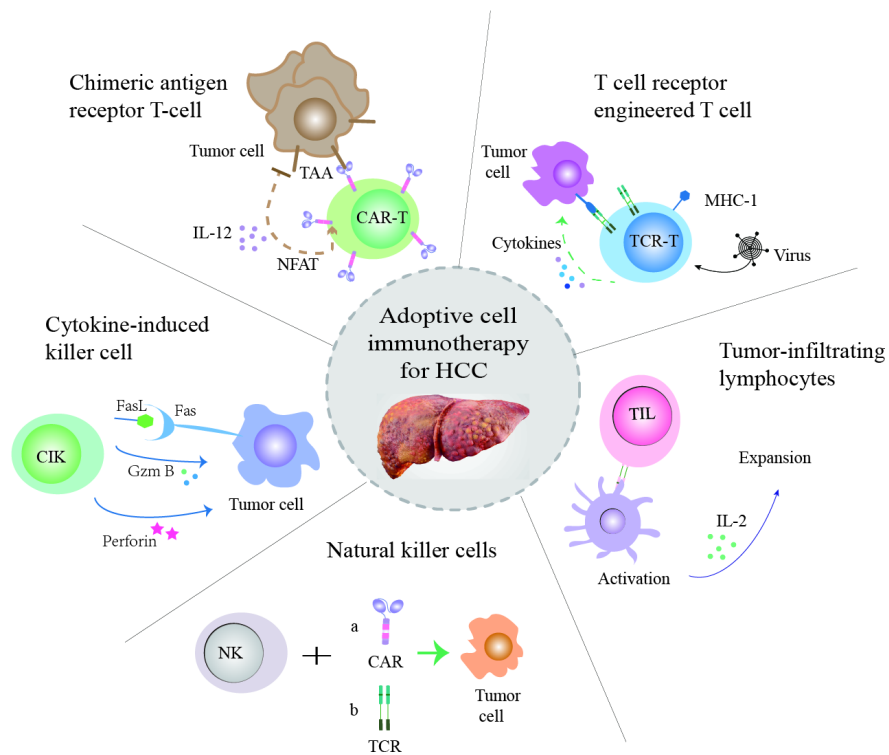 Chimeric antigen
receptor T-cell
Tumor cell
TAA
CAR-T
IL-12
NFAT
T cell receptor
engineered T cell
Tumor
cell
MHC-1
TCR-T
Cytokines
Virus
Adoptive cell
immunotherapy
for HCC
Cytokine-induced
killer cell
FasL
Fas
CIK
Gzm B
Tumor cell
Perforin
Tumor-infiltrating
lymphocytes
TIL
Expansion
IL-2
Activation
Natural killer cells
NK
a
CAR
b
TCR
Tumor
cell